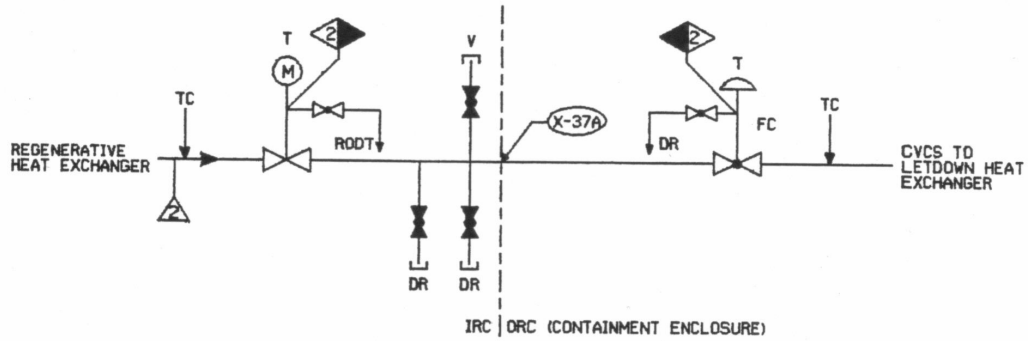 2
2
T
V
T
M
TC
TC
X-37A
RODT
DR
FC
REGENERATIVE
HEAT EXCHANGER
CVCS TO
LETDOWN HEAT
EXCHANGER
2
DR
DR
IRC
ORC (CONTAINMENT ENCLOSURE)